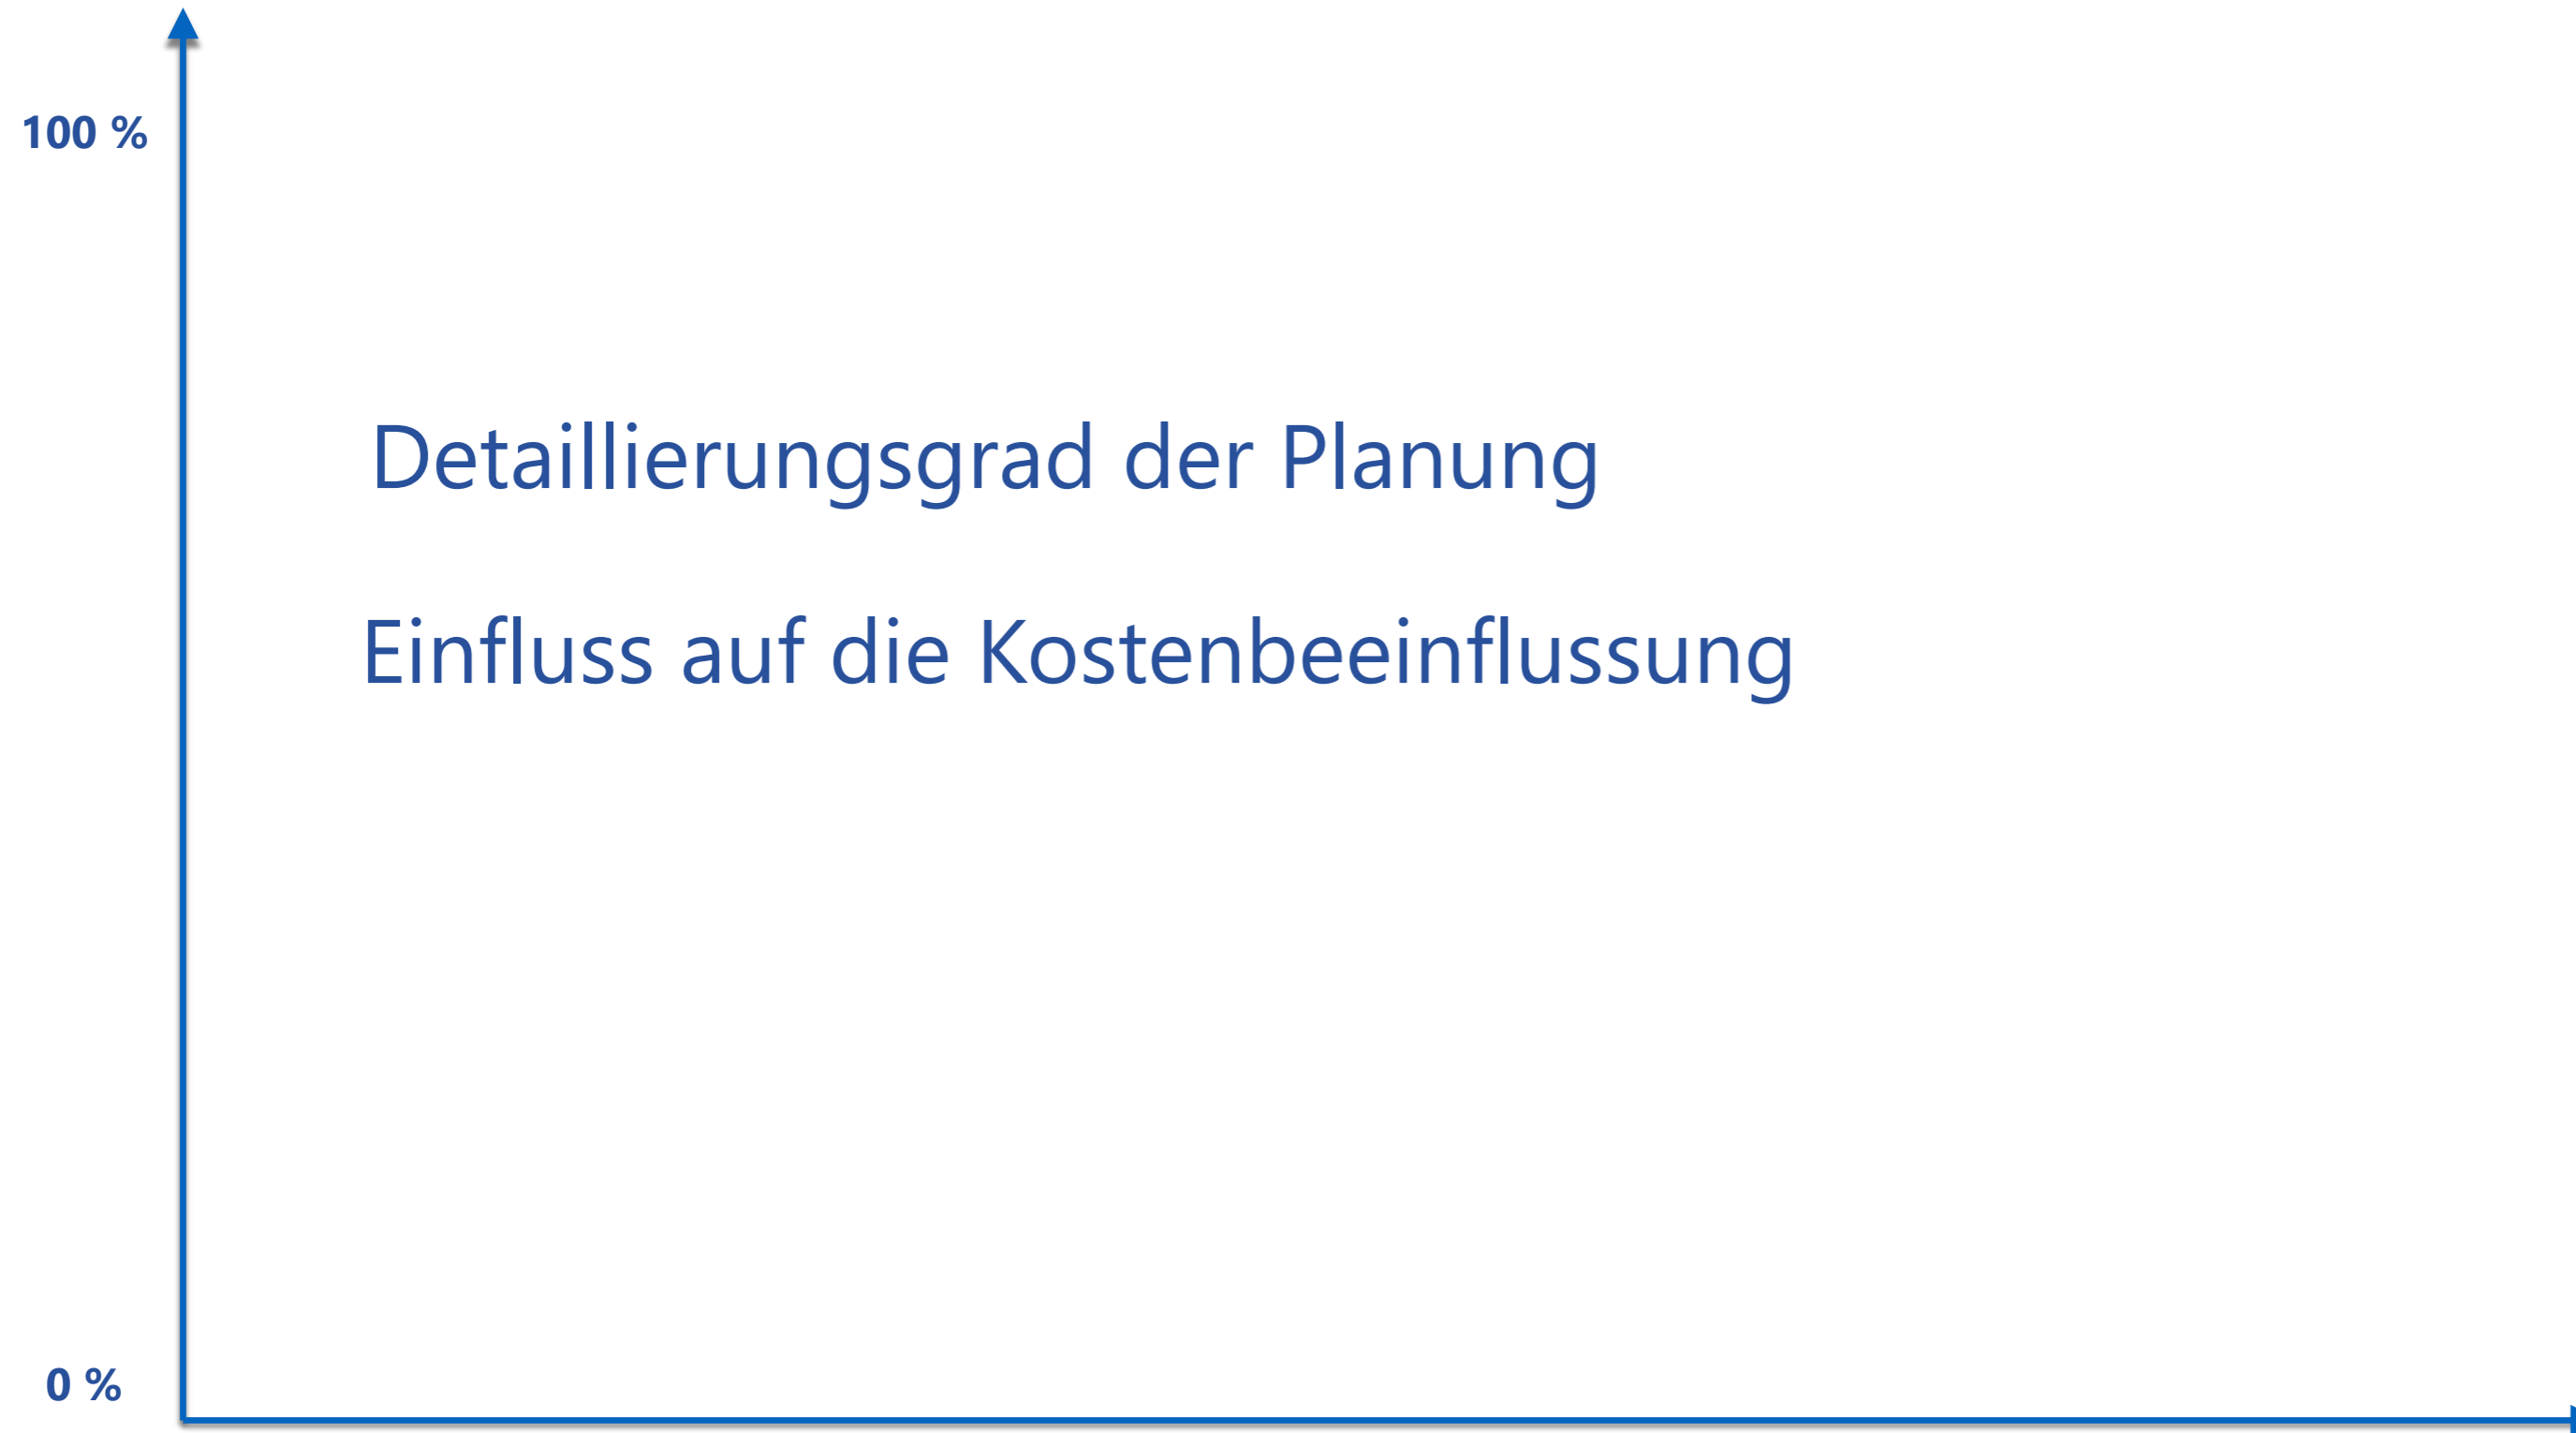 100 %
Detaillierungsgrad der Planung
Einfluss auf die Kostenbeeinflussung
0 %